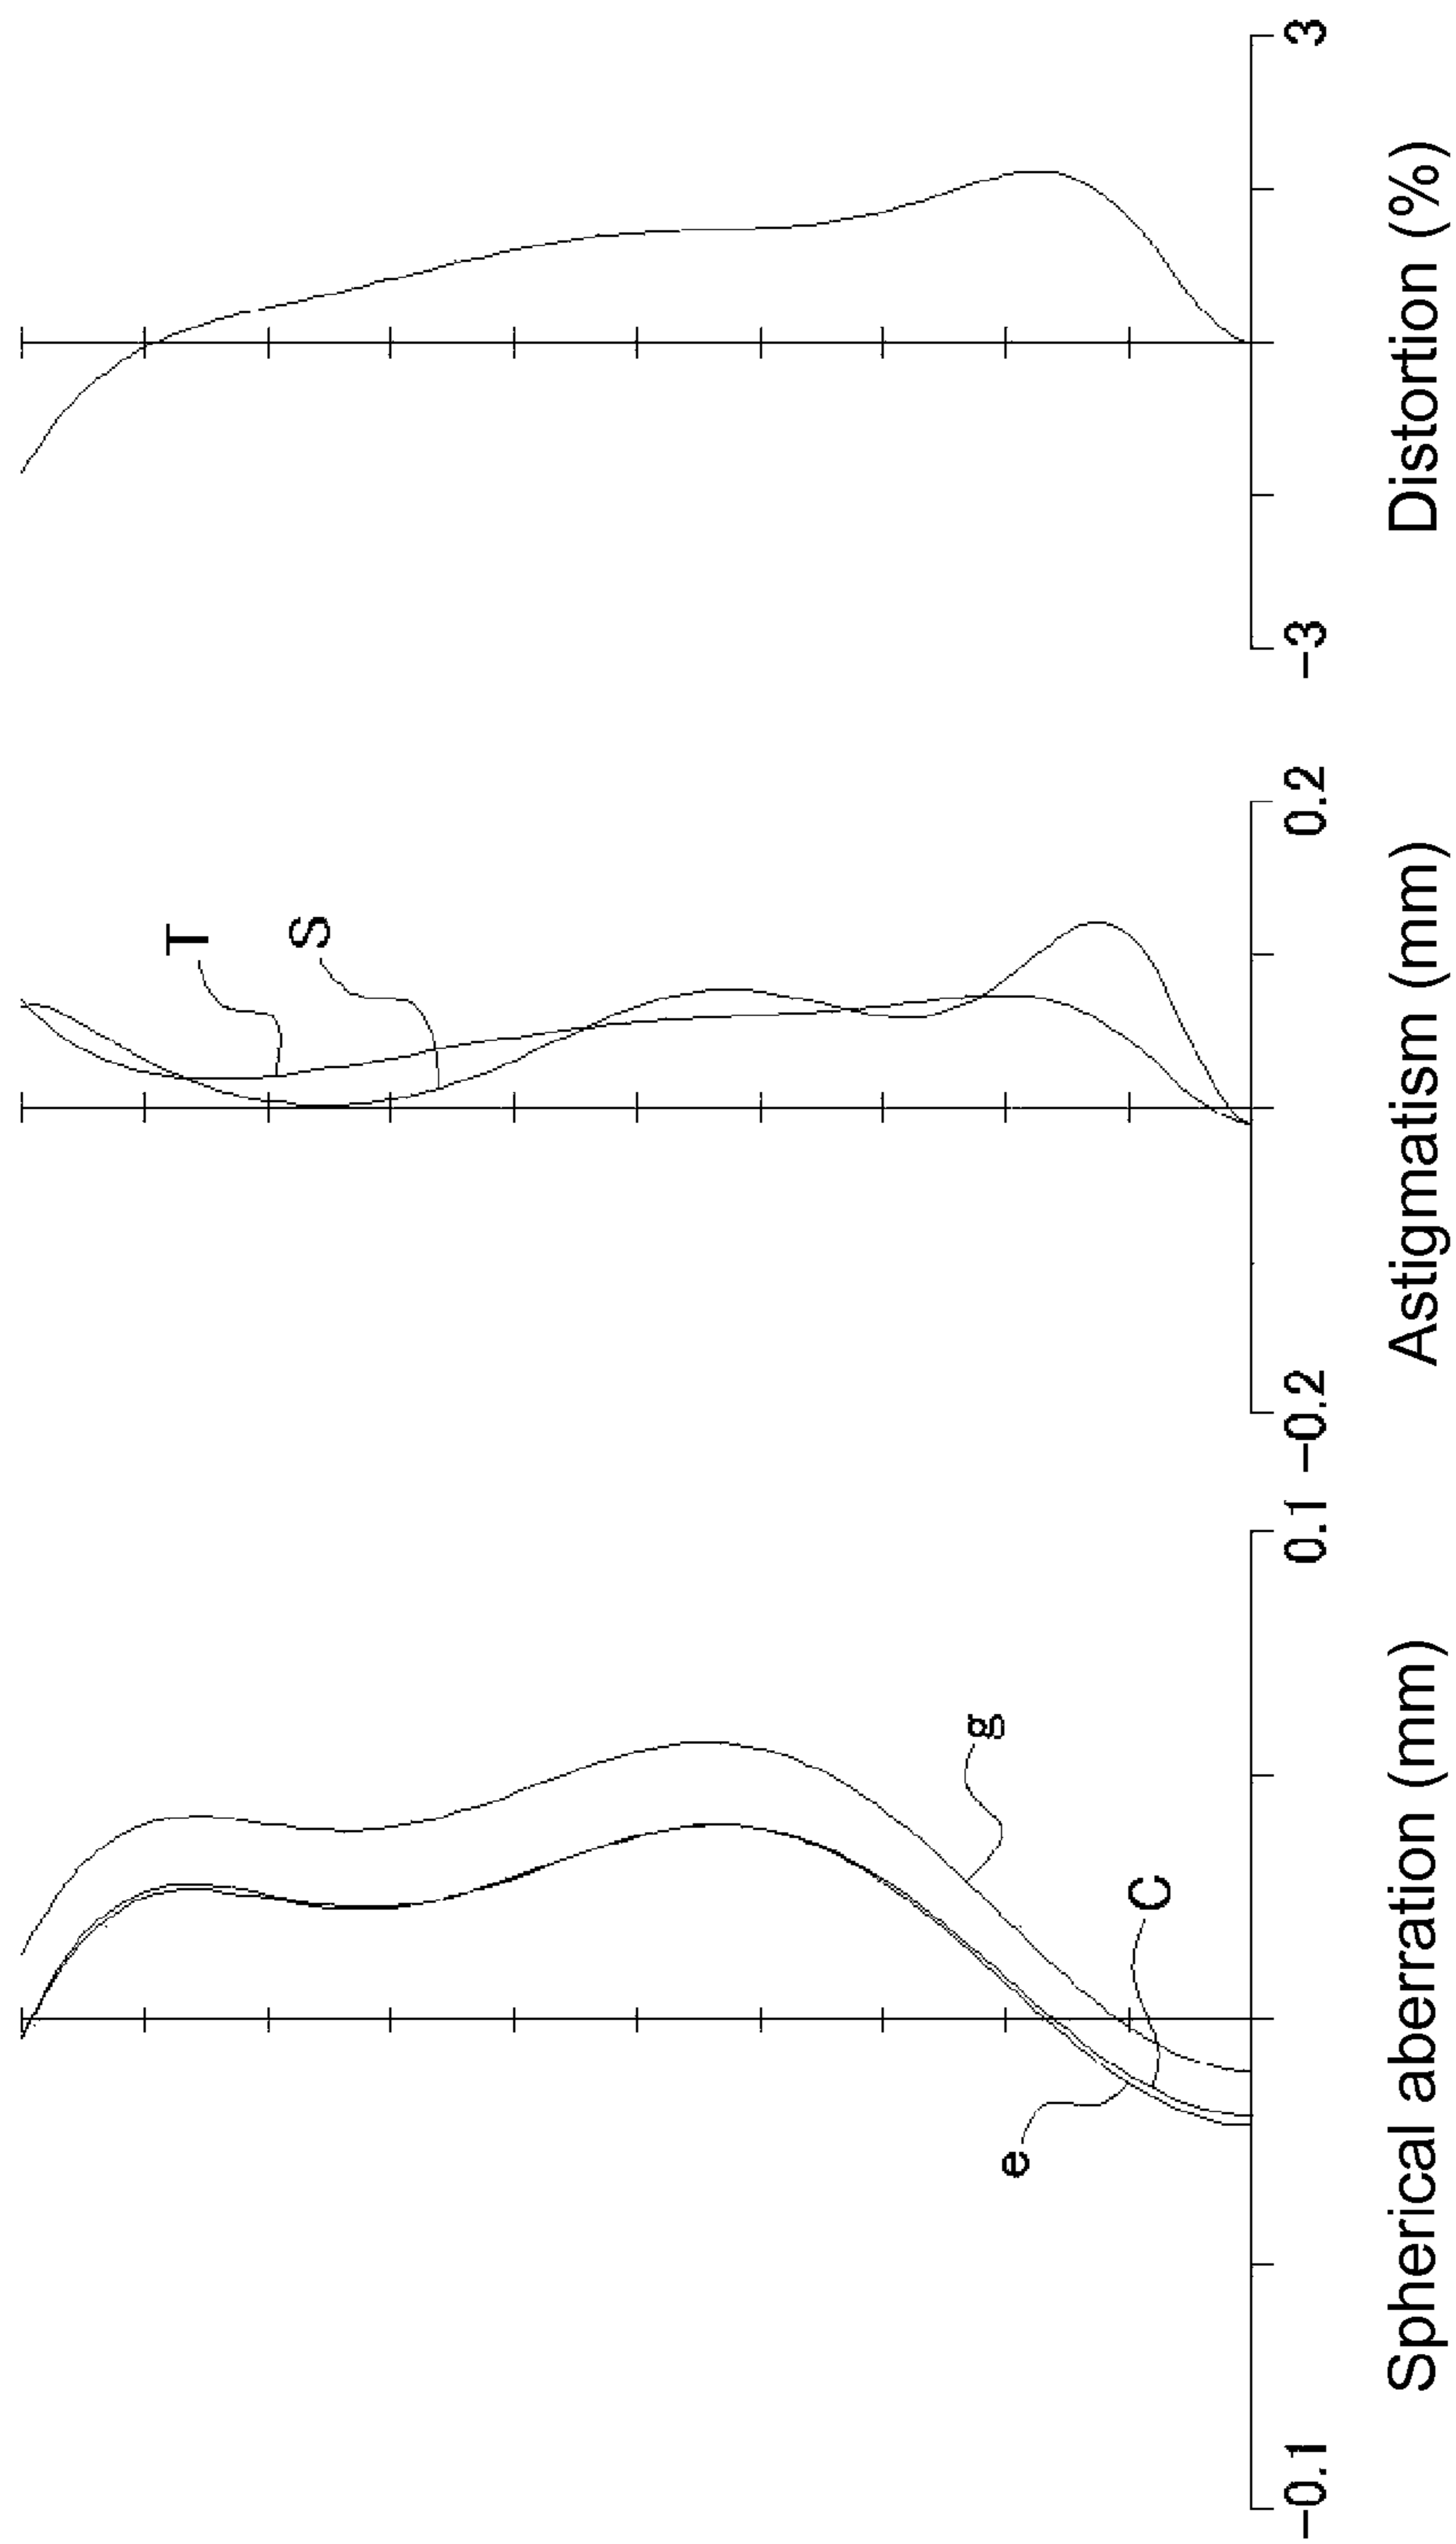 e
C
g
-0.1
0.1
Spherical aberration (mm)
T
S
-0.2
0.2
Astigmatism (mm)
-3
3
Distortion (%)